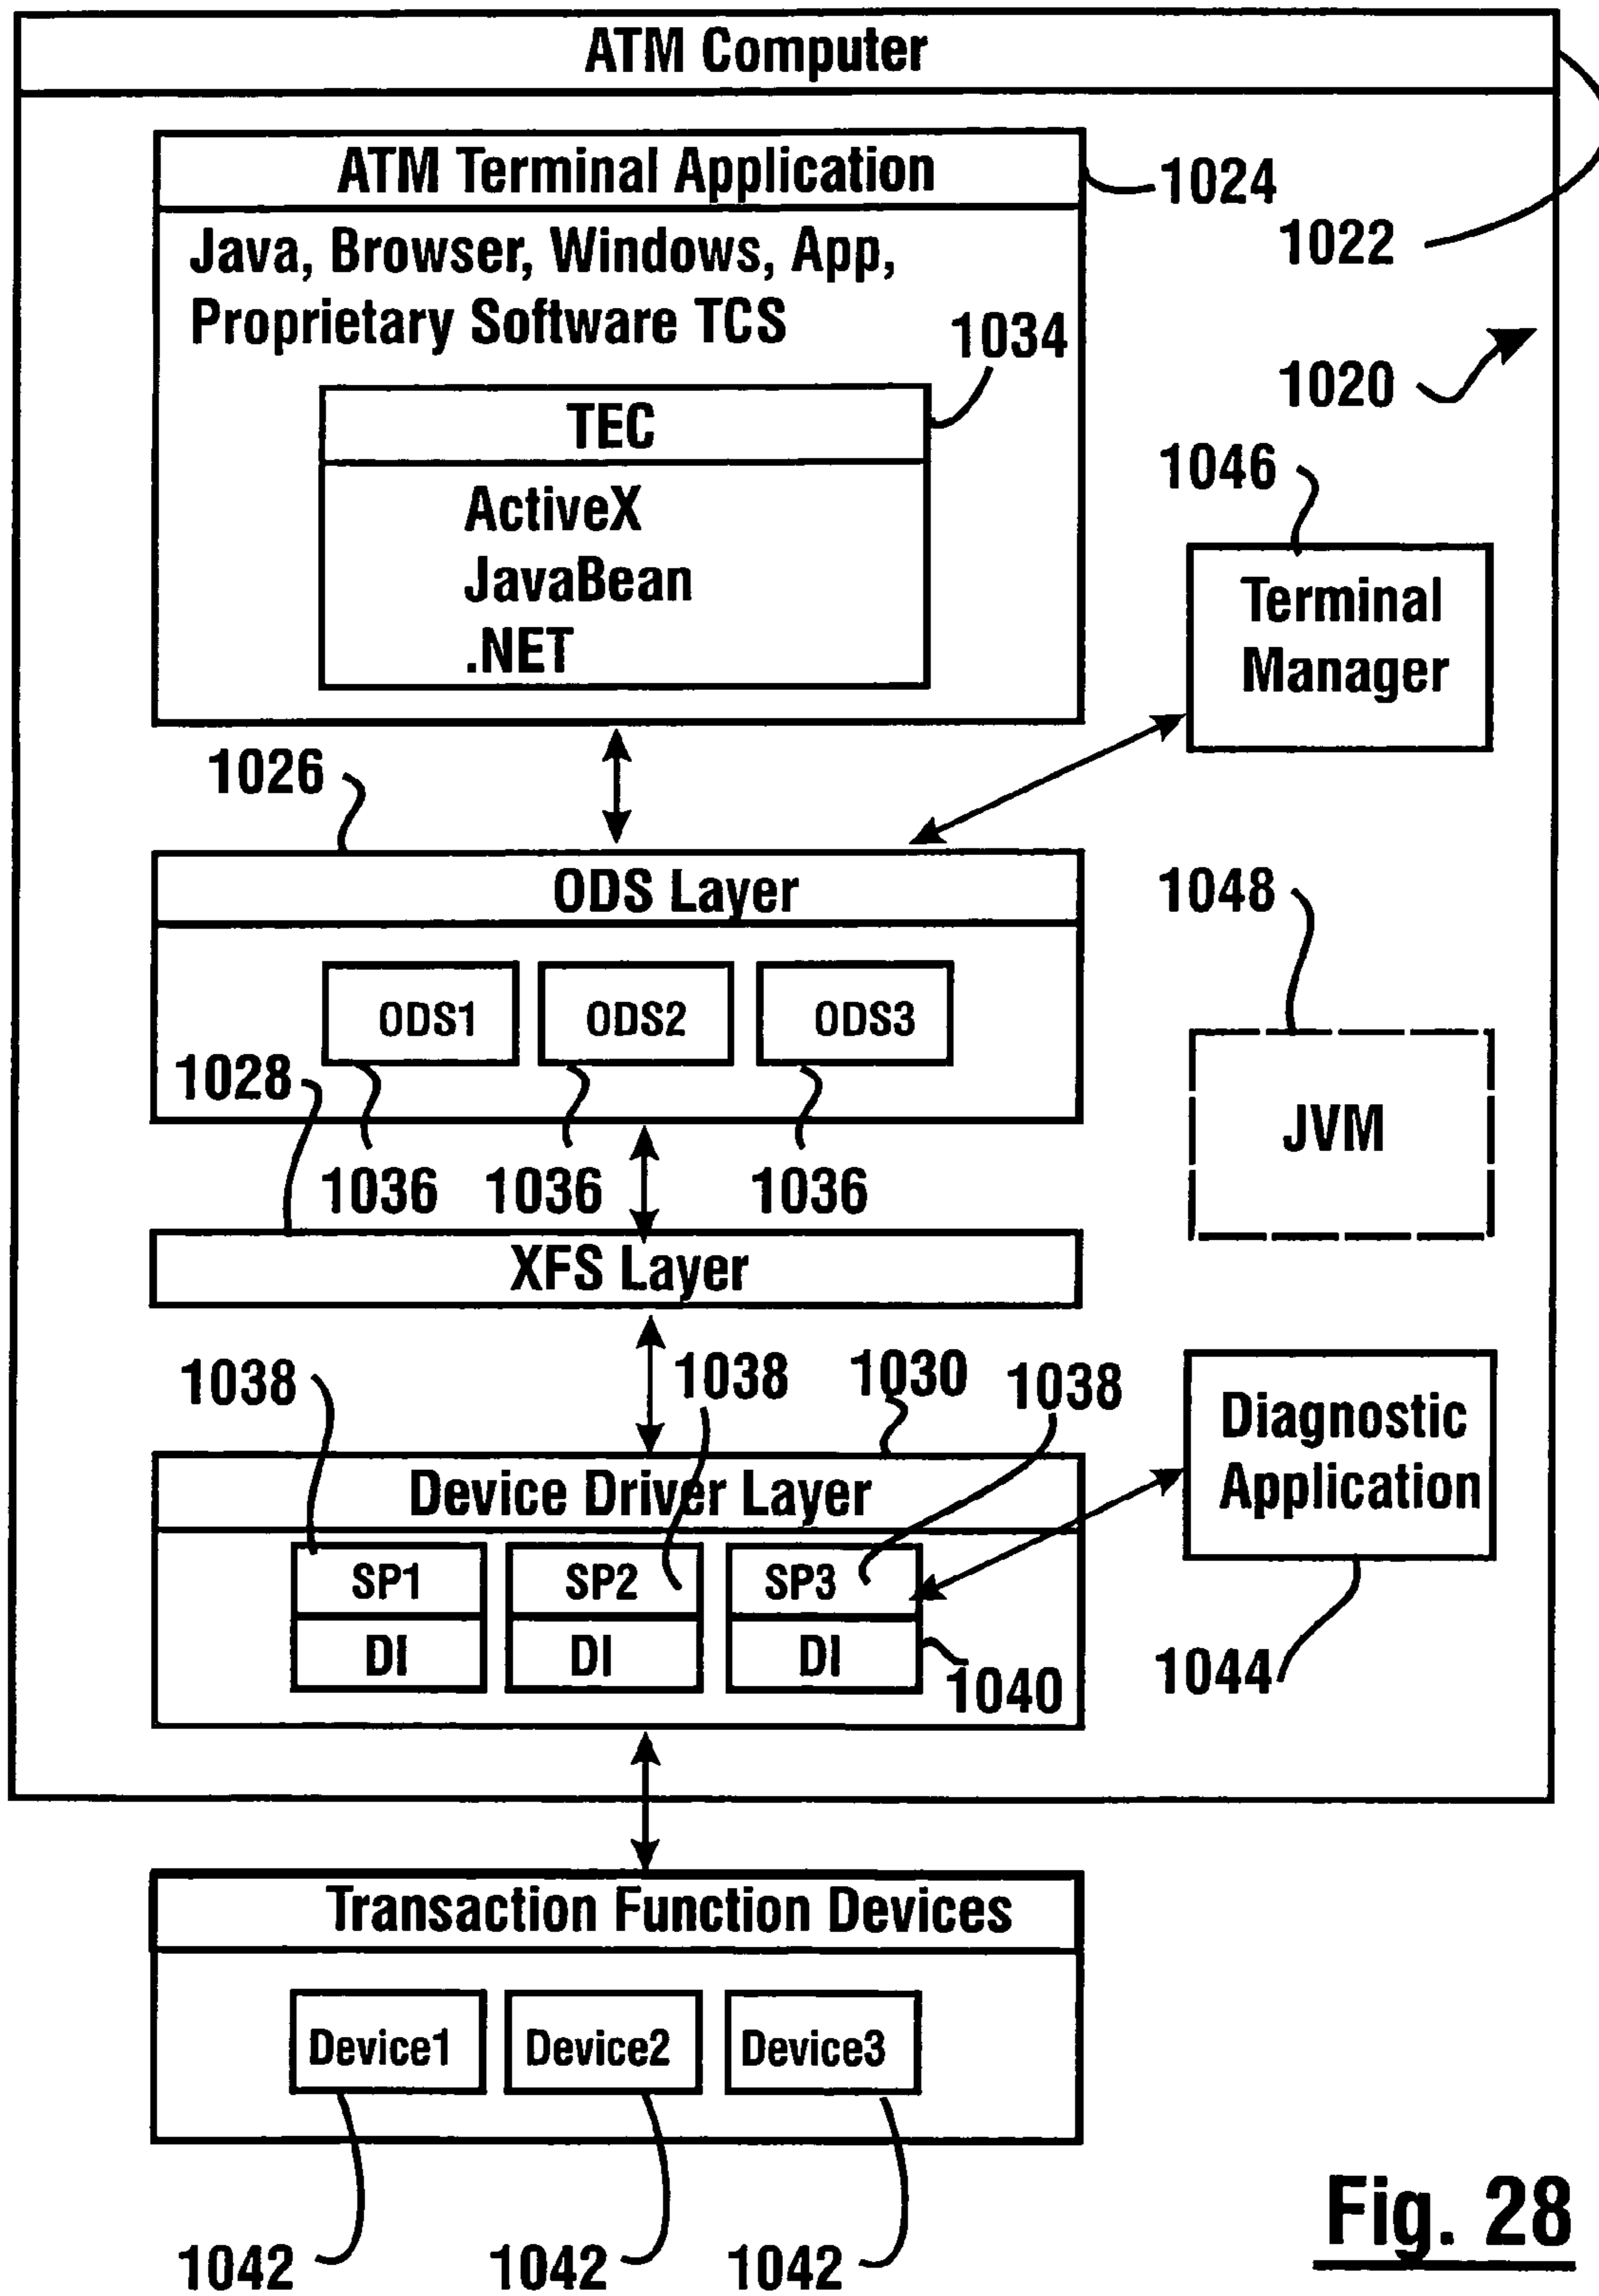 ATM Computer
ATM Terminal Application
1024
Java, Browser, Windows, App,
Proprietary Software TCS
1022
1034
1020
TEC
ActiveX
JavaBean
.NET
1046
Terminal
Manager
1026
ODS Layer
1048
ODS1 ODS2 ODS3
1028
JVM
1036 1036 1036
XFS Layer
1038 1038 1030 1038
Device Driver Layer
Diagnostic
Application
SP1 SP2 SP3
DI DI DI
1040
1044
Transaction Function Devices
Device1 Device2 Device3
1042 1042 1042
Fig. 28